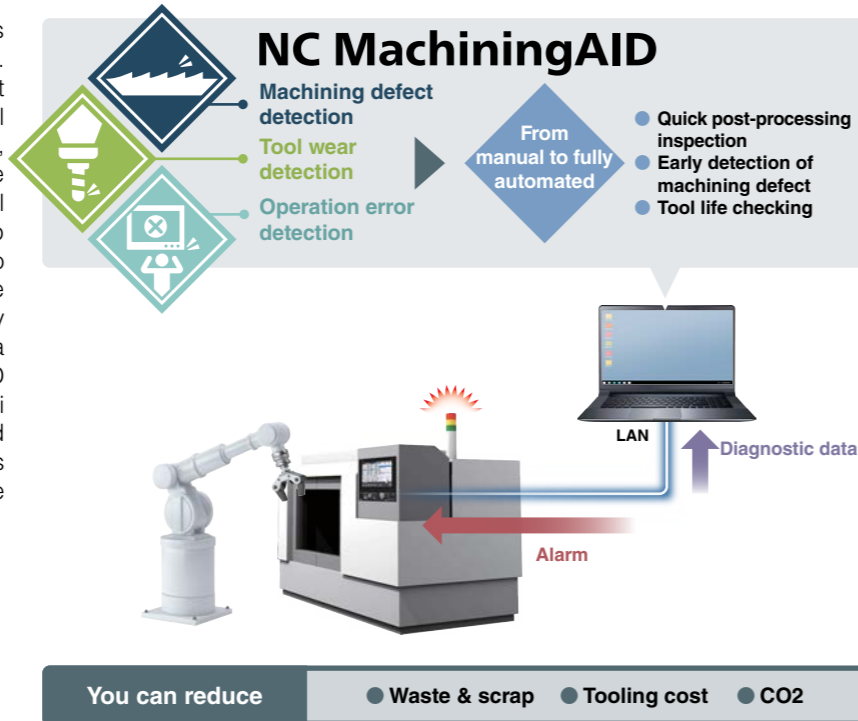 NC MachiningAID
Machining defect
detection
Tool wear
detection
Operation error
detection
From
manual to fully
automated
Quick post-processing
inspection
Early detection of
machining defect
Tool life checking
LAN
Diagnostic data
Alarm
You can reduce
Waste & scrap
Tooling cost
CO2